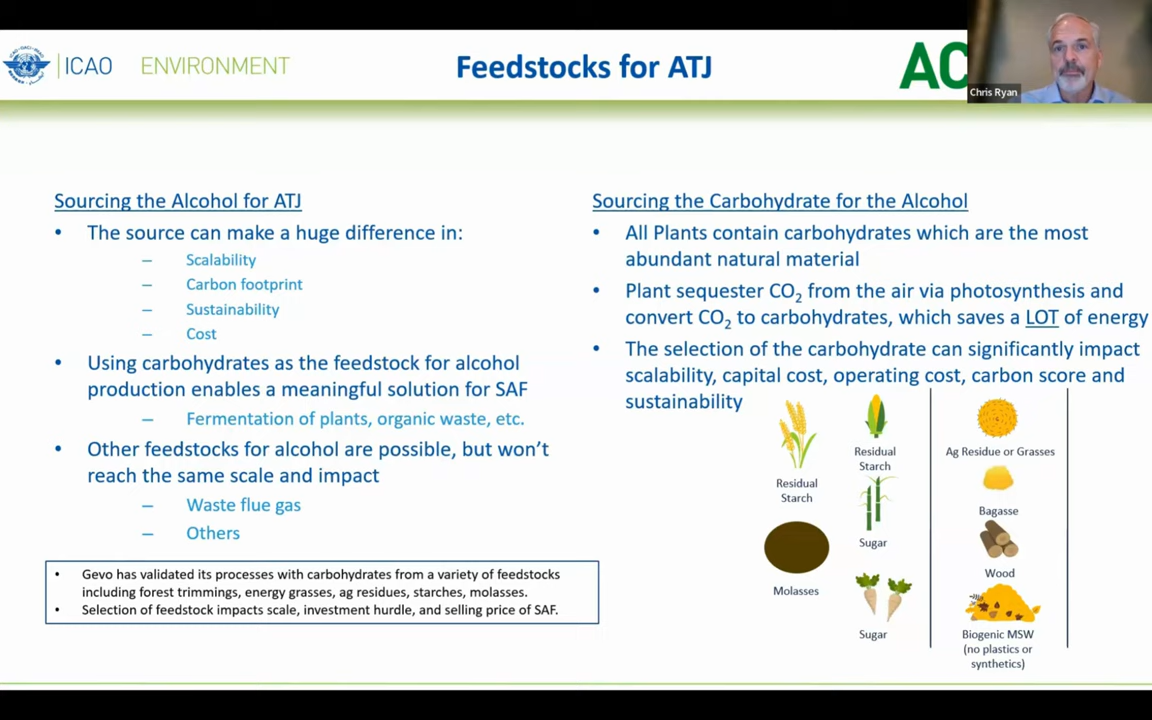 ICAO
ENVIRONMENT
Feedstocks for ATJ
AC
Chris Ryan
Sourcing the Alcohol for ATJ
• The source can make a huge difference in:
– Scalability
– Carbon footprint
– Sustainability
– Cost
• Using carbohydrates as the feedstock for alcohol
production enables a meaningful solution for SAF
– Fermentation of plants, organic waste, etc.
• Other feedstocks for alcohol are possible, but won't
reach the same scale and impact
– Waste flue gas
– Others
• Gevo has validated its processes with carbohydrates from a variety of feedstocks
including forest trimmings, energy grasses, ag residues, starches, molasses.
• Selection of feedstock impacts scale, investment hurdle, and selling price of SAF.
Sourcing the Carbohydrate for the Alcohol
• All Plants contain carbohydrates which are the most
abundant natural material
• Plant sequester CO₂ from the air via photosynthesis and
convert CO₂ to carbohydrates, which saves a LOT of energy
• The selection of the carbohydrate can significantly impact
scalability, capital cost, operating cost, carbon score and
sustainability
Residual
Starch
Molasses
Residual
Starch
Sugar
Sugar
Ag Residue or Grasses
Bagasse
Wood
Biogenic MSW
(no plastics or
synthetics)